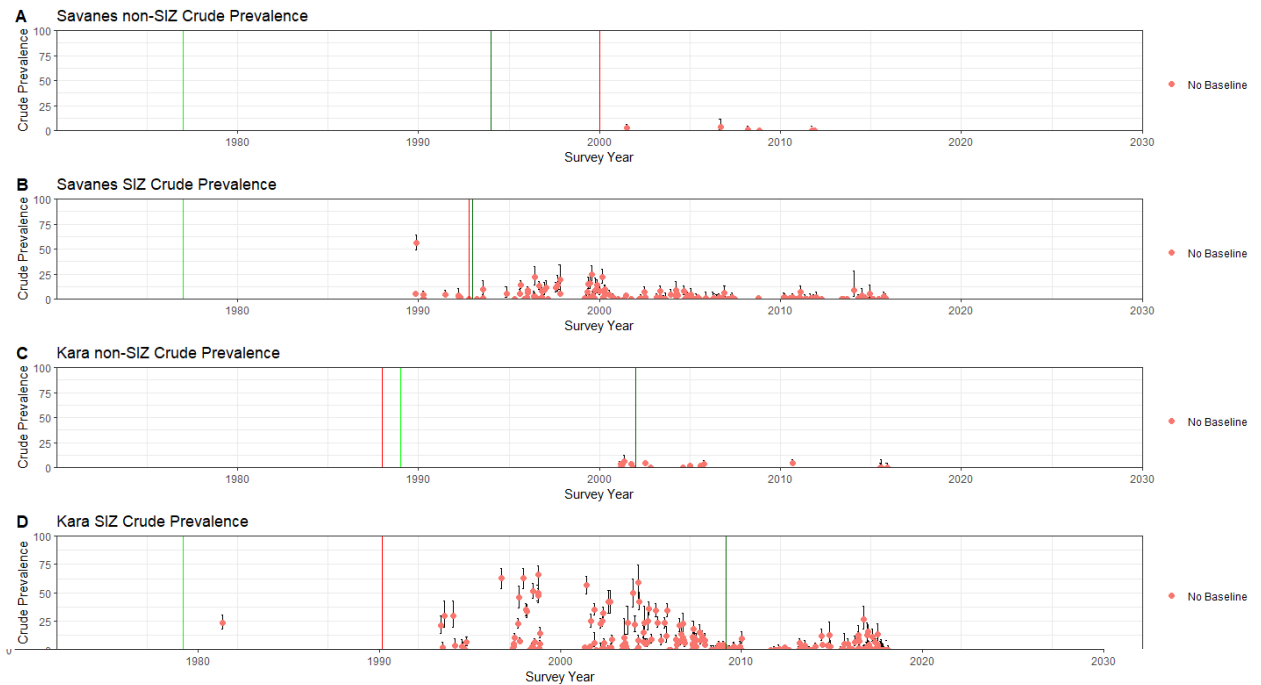 A Savanes non-SIZ Crude Prevalence
100
75
50
25
0
Crude Prevalence
1980 1990 2000 2010 2020 2030
Survey Year
No Baseline
B Savanes SIZ Crude Prevalence
100
75
50
25
0
Crude Prevalence
1980 1990 2000 2010 2020 2030
Survey Year
No Baseline
C Kara non-SIZ Crude Prevalence
100
75
50
25
0
Crude Prevalence
1980 1990 2000 2010 2020 2030
Survey Year
No Baseline
D Kara SIZ Crude Prevalence
100
75
50
25
0
Crude Prevalence
1980 1990 2000 2010 2020 2030
Survey Year
No Baseline